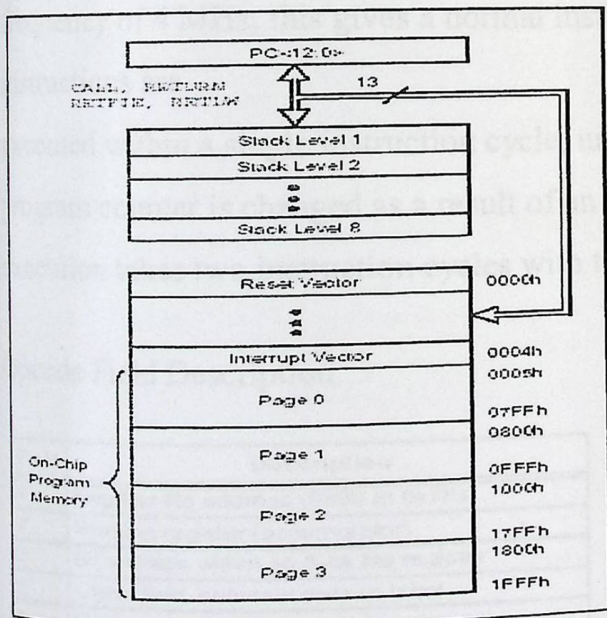 PC<12:0>
CALL, RETURN
RETFIE, RETLW
13
Stack Level 1
Stack Level 2
Stack Level 8
Reset Vector
0000h
Interrupt Vector
0004h
0005h
Page 0
07FFh
0800h
Page 1
0FFFh
1000h
On-Chip
Program
Memory
Page 2
17FFh
1800h
Page 3
1FFFh